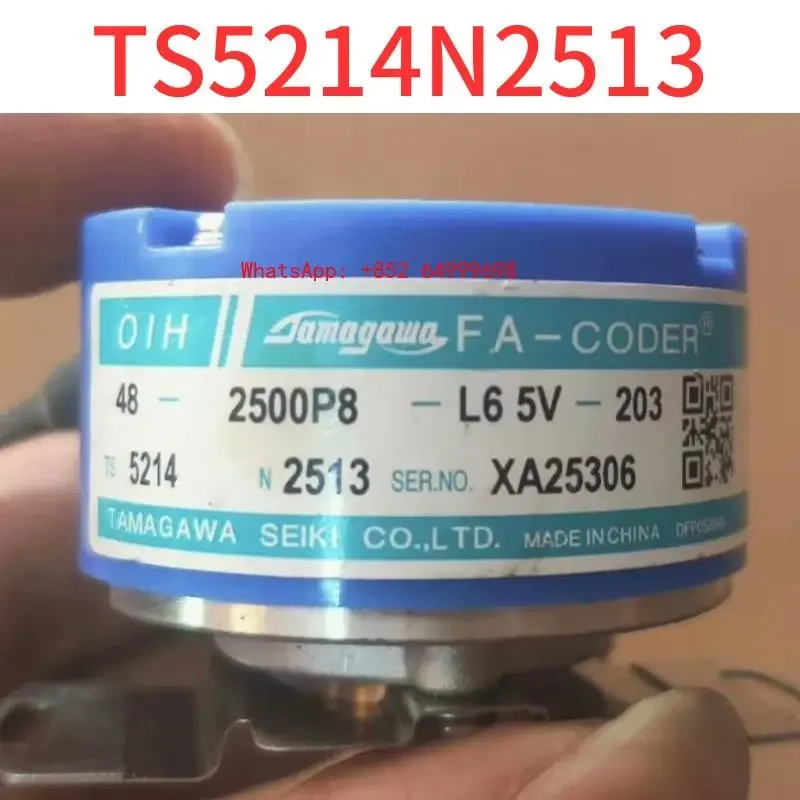 TS5214N2513
WhatsApp: +852 64999698
OIH Tamagawa FA-CODER®
48 - 2500P8 - L6 5V - 203
TS 5214 N 2513 SER.NO. XA25306
TAMAGAWA SEIKI CO.,LTD. MADE IN CHINA